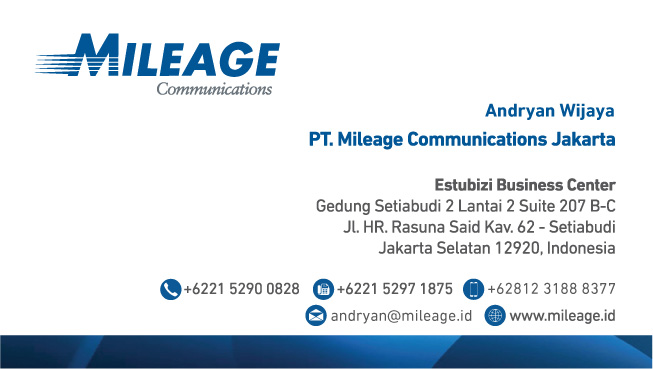 MILEAGE
Communications
Andryan Wijaya
PT. Mileage Communications Jakarta
Estubizi Business Center
Gedung Setiabudi 2 Lantai 2 Suite 207 B-C
Jl. HR. Rasuna Said Kav. 62 - Setiabudi
Jakarta Selatan 12920, Indonesia
+6221 5290 0828 +6221 5297 1875 +62812 3188 8377
andryan@mileage.id www.mileage.id